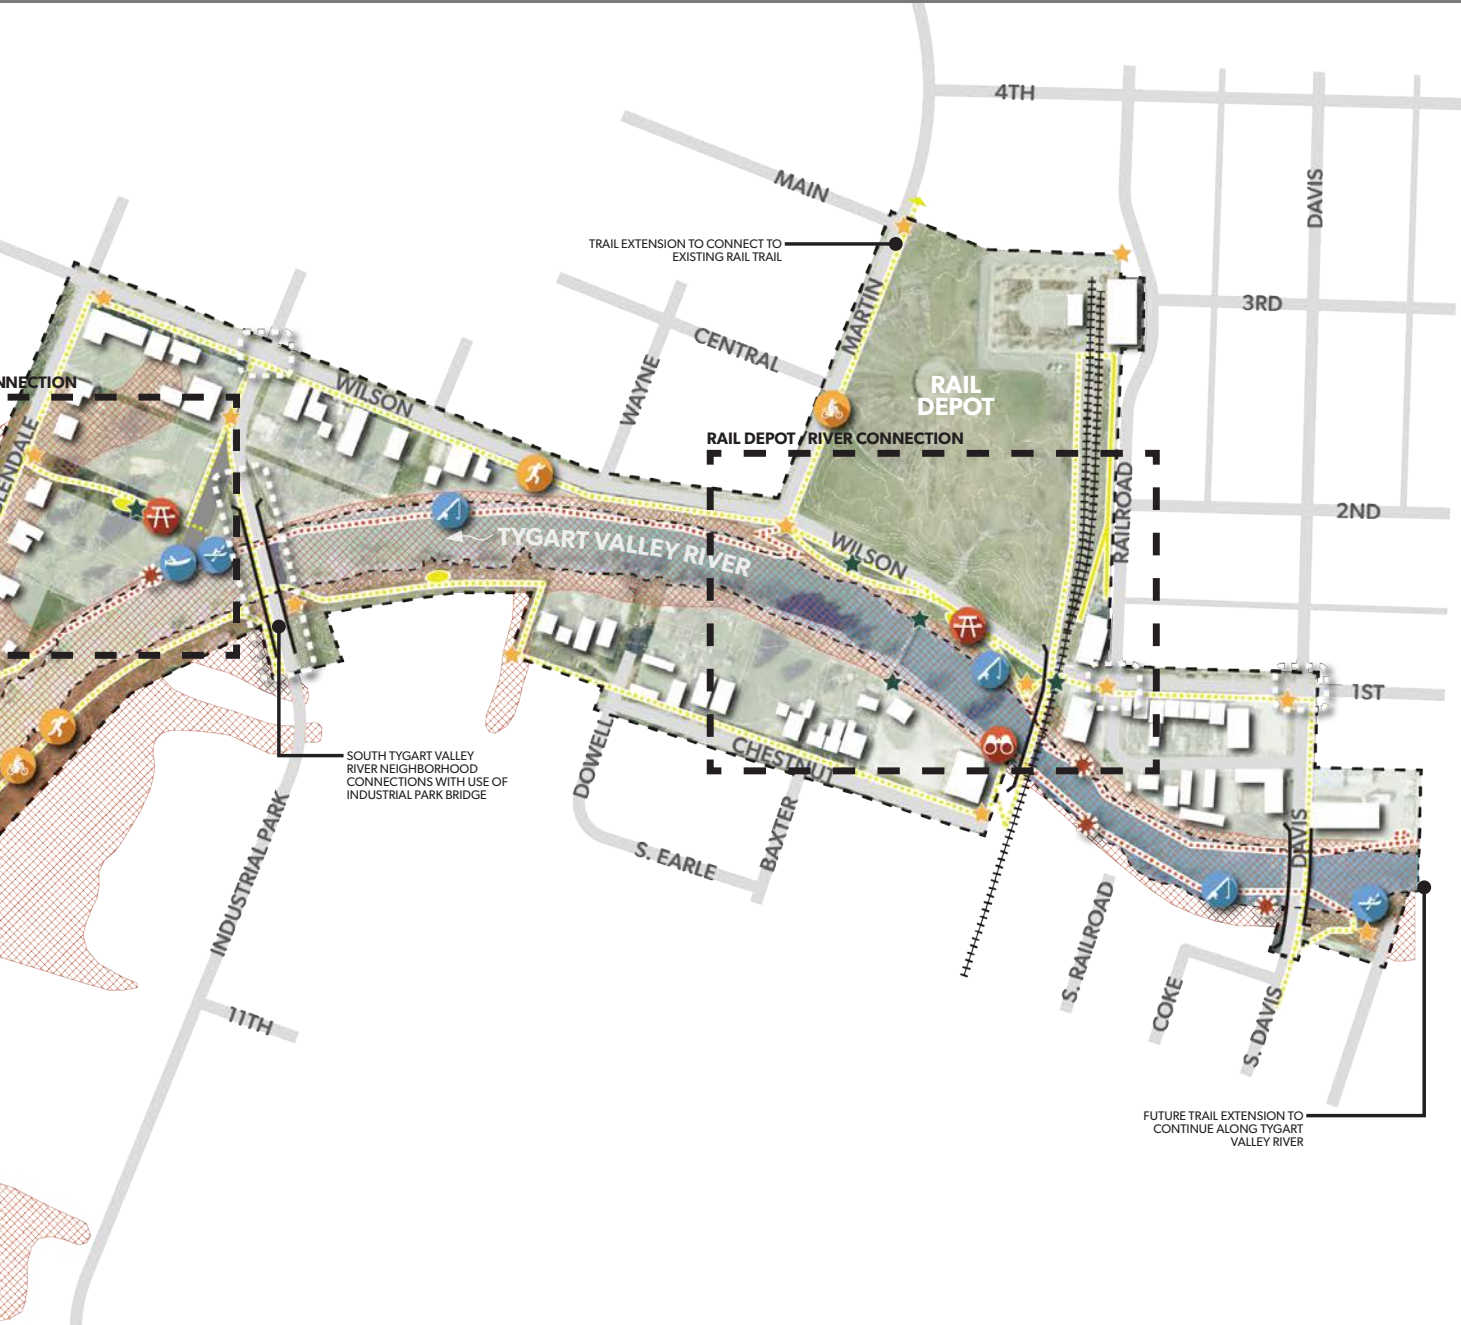 4TH
MAIN
DAVIS
TRAIL EXTENSION TO CONNECT TO
EXISTING RAIL TRAIL
MARTIN
3RD
CENTRAL
WAYNE
WILSON
RAIL
DEPOT
RAIL DEPOT / RIVER CONNECTION
RAILROAD
2ND
TYGART VALLEY RIVER
WILSON
1ST
SOUTH TYGART VALLEY
RIVER NEIGHBORHOOD
CONNECTIONS WITH USE OF
INDUSTRIAL PARK BRIDGE
DOWELL
CHESTNUT
BAXTER
S. EARLE
DAVIS
INDUSTRIAL PARK
11TH
S. RAILROAD
COKE
S. DAVIS
FUTURE TRAIL EXTENSION TO
CONTINUE ALONG TYGART
VALLEY RIVER